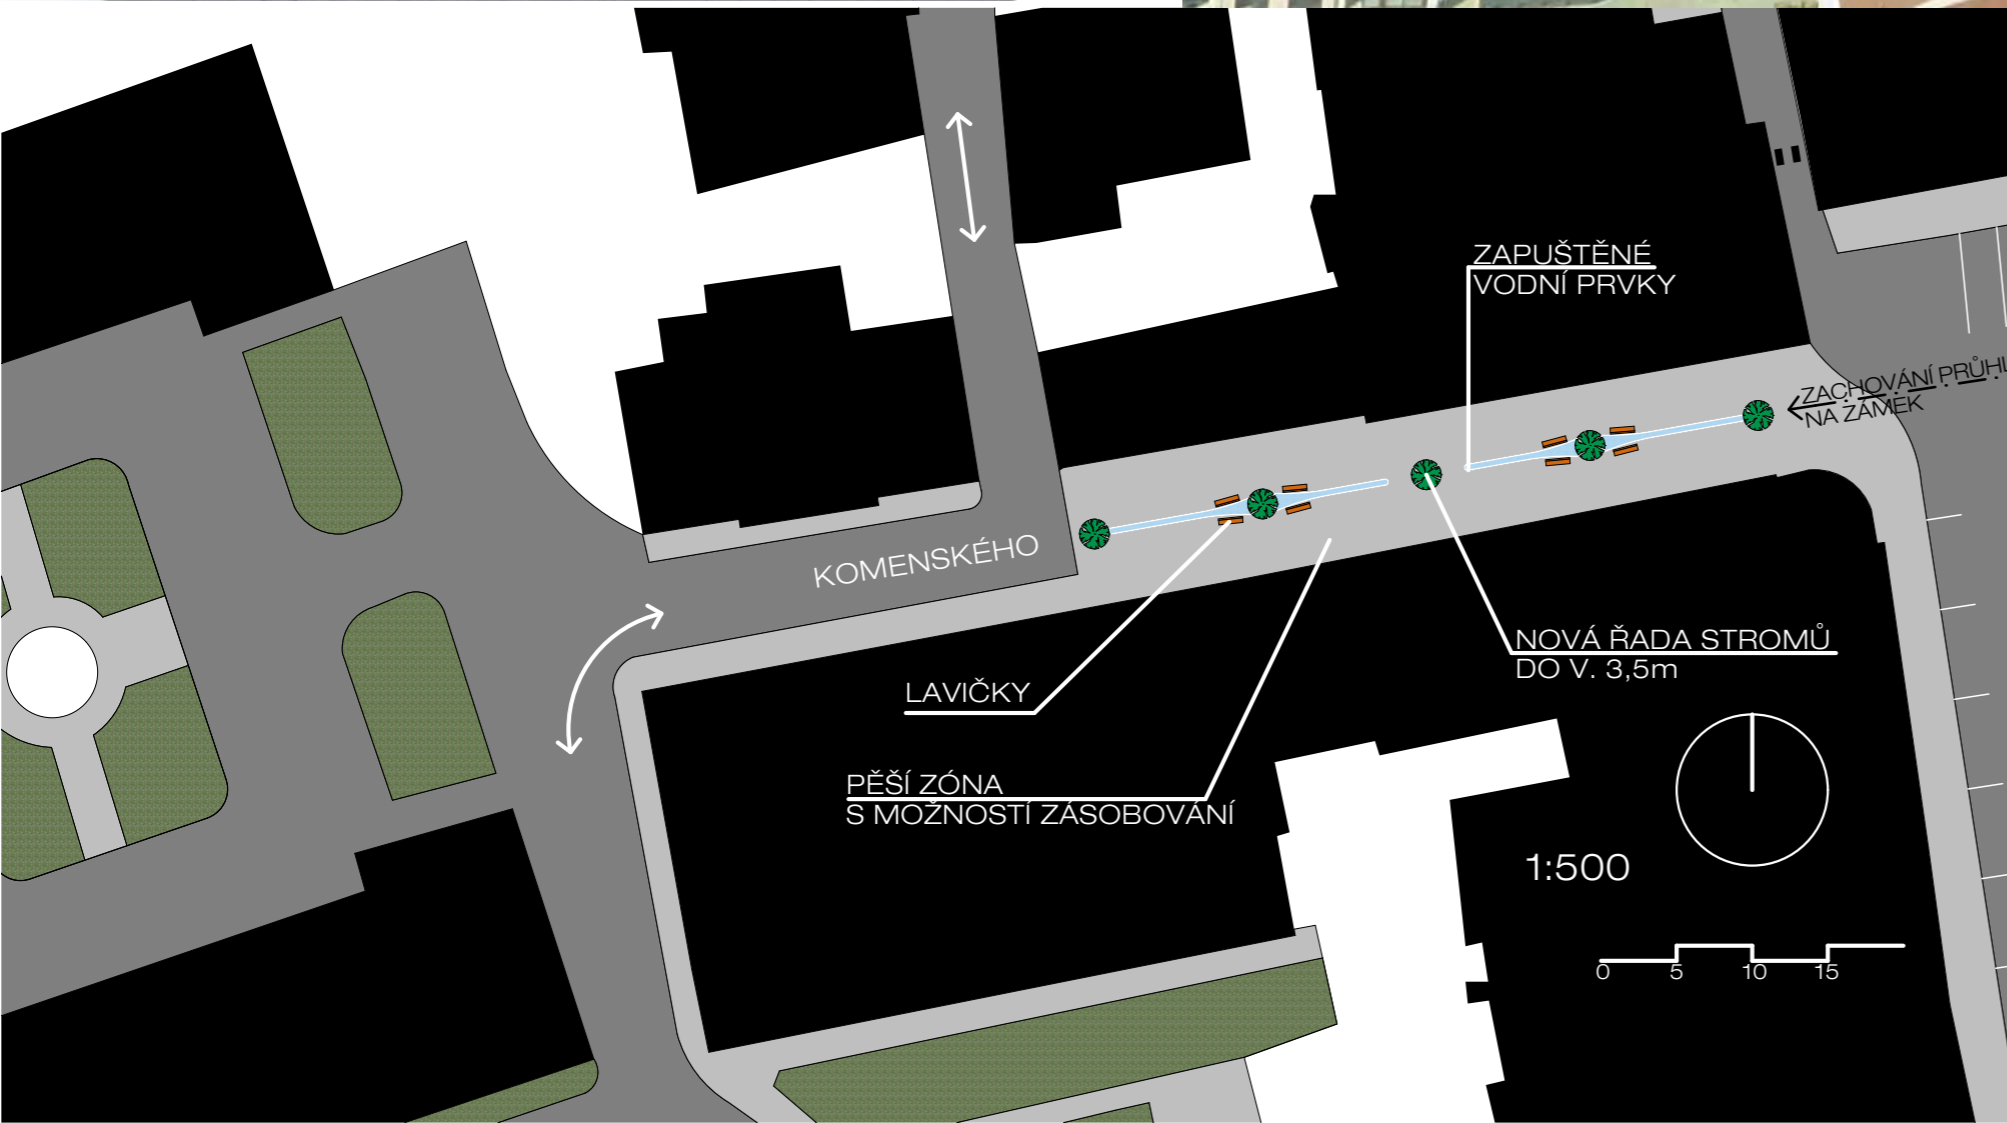 ZAPUŠTĚNÉ
VODNÍ PRVKY
ZACHOVÁNÍ
NA ZÁMEK
KOMENSKÉHO
NOVÁ ŘADA STROMŮ
DO V. 3,5m
LAVIČKY
PĚŠÍ ZÓNA
S MOŽNOSTÍ ZÁSOBOVÁNÍ
1:500
0 5 10 15